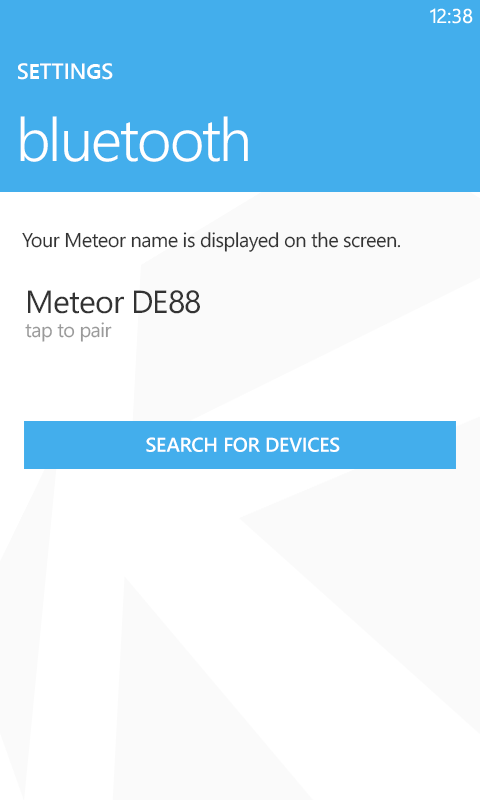 12:38
SETTINGS
bluetooth
Your Meteor name is displayed on the screen.
Meteor DE88
tap to pair
SEARCH FOR DEVICES